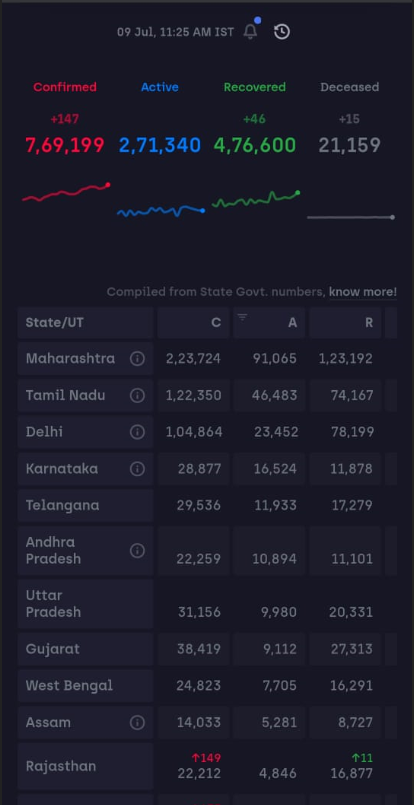 09 Jul, 11:25 AM IST
Confirmed Active Recovered Deceased
+147 +46 +15
7,69,199 2,71,340 4,76,600 21,159
Compiled from State Govt. numbers, know more!
State/UT C A R
Maharashtra 2,23,724 91,065 1,23,192
Tamil Nadu 1,22,350 46,483 74,167
Delhi 1,04,864 23,452 78,199
Karnataka 28,877 16,524 11,878
Telangana 29,536 11,933 17,279
Andhra
Pradesh 22,259 10,894 11,101
Uttar
Pradesh 31,156 9,980 20,331
Gujarat 38,419 9,112 27,313
West Bengal 24,823 7,705 16,291
Assam 14,033 5,281 8,727
↑149 ↑11
Rajasthan 22,212 4,846 16,877